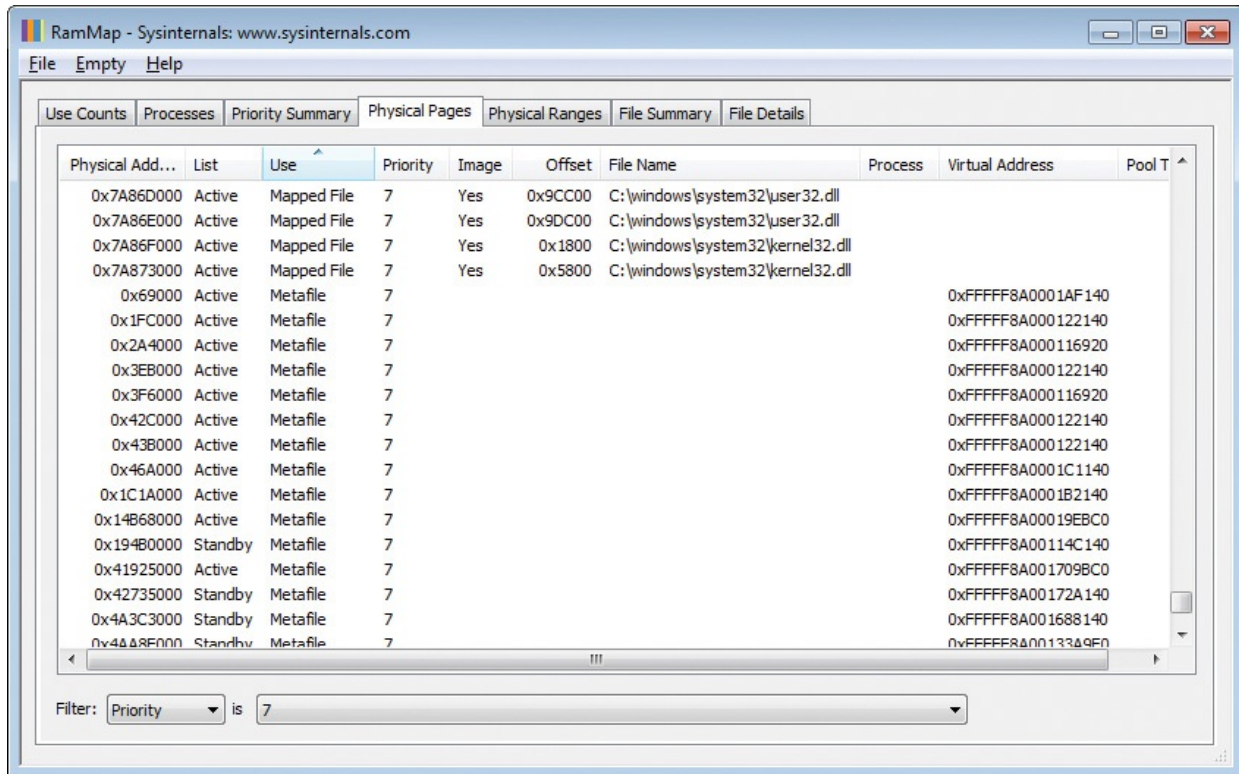 RamMap - Sysinternals: www.sysinternals.com
File Empty Help
Use Counts Processes Priority Summary Physical Pages Physical Ranges File Summary File Details
Physical Add... List Use Priority Image Offset File Name Process Virtual Address Pool T
0x7A86D000 Active Mapped File 7 Yes 0x9CC00 C:\windows\system32\user32.dll
0x7A86E000 Active Mapped File 7 Yes 0x9DC00 C:\windows\system32\user32.dll
0x7A86F000 Active Mapped File 7 Yes 0x1800 C:\windows\system32\kernel32.dll
0x7A873000 Active Mapped File 7 Yes 0x5800 C:\windows\system32\kernel32.dll
0x69000 Active Metafile 7 0xFFFFF8A0001AF140
0x1FC000 Active Metafile 7 0xFFFFF8A000122140
0x2A4000 Active Metafile 7 0xFFFFF8A000116920
0x3EB000 Active Metafile 7 0xFFFFF8A000122140
0x3F6000 Active Metafile 7 0xFFFFF8A000116920
0x42C000 Active Metafile 7 0xFFFFF8A000122140
0x43B000 Active Metafile 7 0xFFFFF8A000122140
0x46A000 Active Metafile 7 0xFFFFF8A0001C1140
0x1C1A000 Active Metafile 7 0xFFFFF8A0001B2140
0x14B68000 Active Metafile 7 0xFFFFF8A00019EBC0
0x194B0000 Standby Metafile 7 0xFFFFF8A00114C140
0x41925000 Active Metafile 7 0xFFFFF8A001709BC0
0x42735000 Standby Metafile 7 0xFFFFF8A00172A140
0x4A3C3000 Standby Metafile 7 0xFFFFF8A001688140
Standby Metafile 7
Filter: Priority is 7